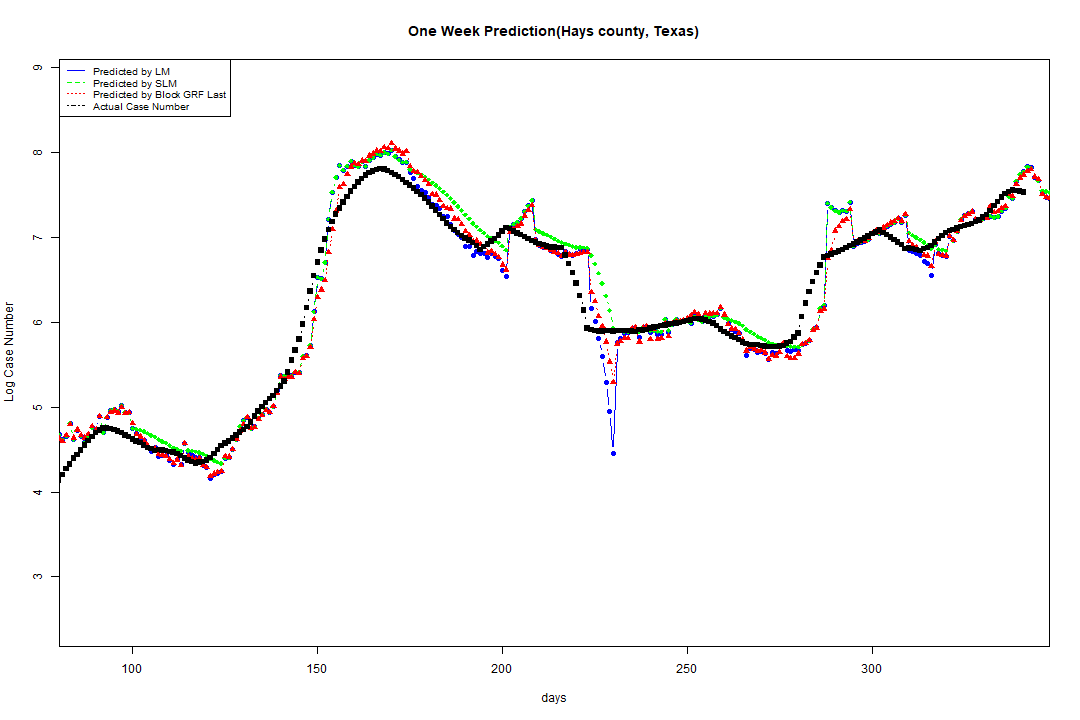 One Week Prediction(Hays county, Texas)
Predicted by LM
Predicted by SLM
Predicted by Block GRF Last
Actual Case Number
9
8
7
6
5
4
3
Log Case Number
100 150 200 250 300
days